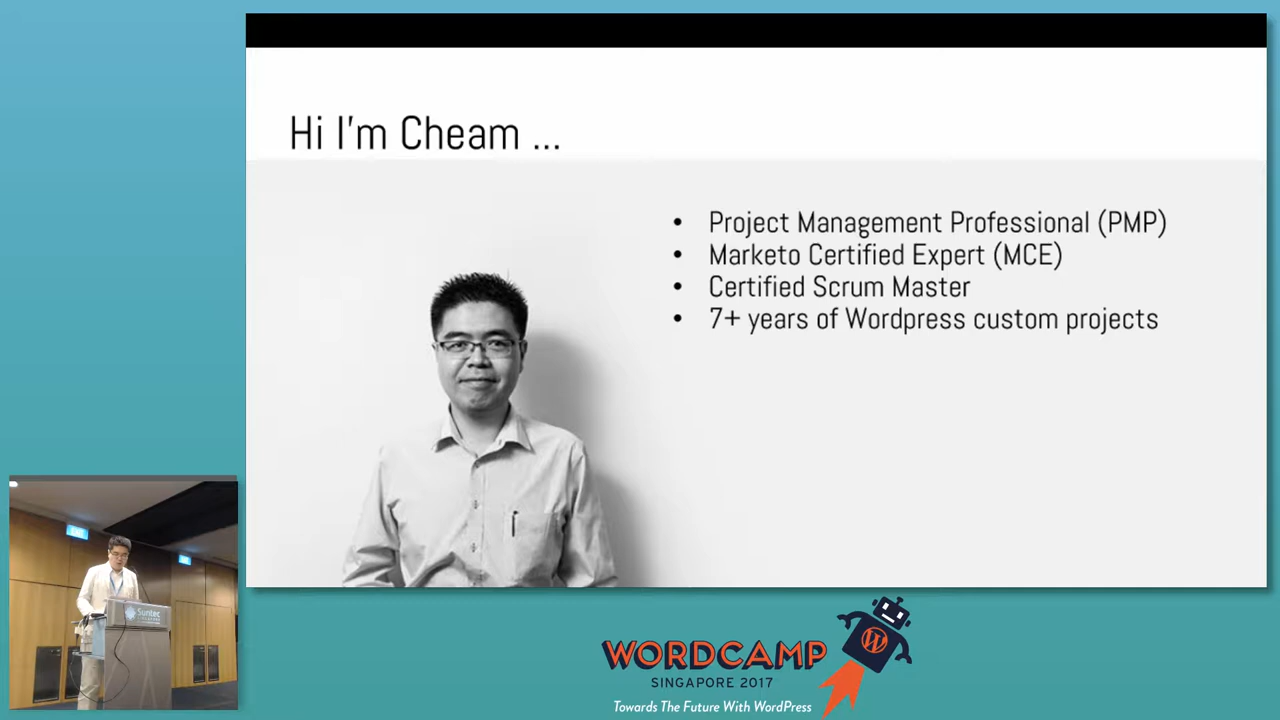 Hi I'm Cheam ...
• Project Management Professional (PMP)
• Marketo Certified Expert (MCE)
• Certified Scrum Master
• 7+ years of Wordpress custom projects
Suntec
WORDCAMP
SINGAPORE 2017
Towards The Future With WordPress